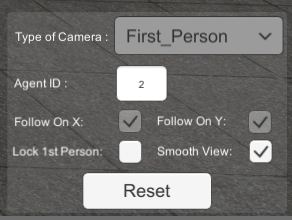 Type of Camera : First_Person
Agent ID : 2
Follow On X: Follow On Y:
Lock 1st Person: Smooth View:
Reset